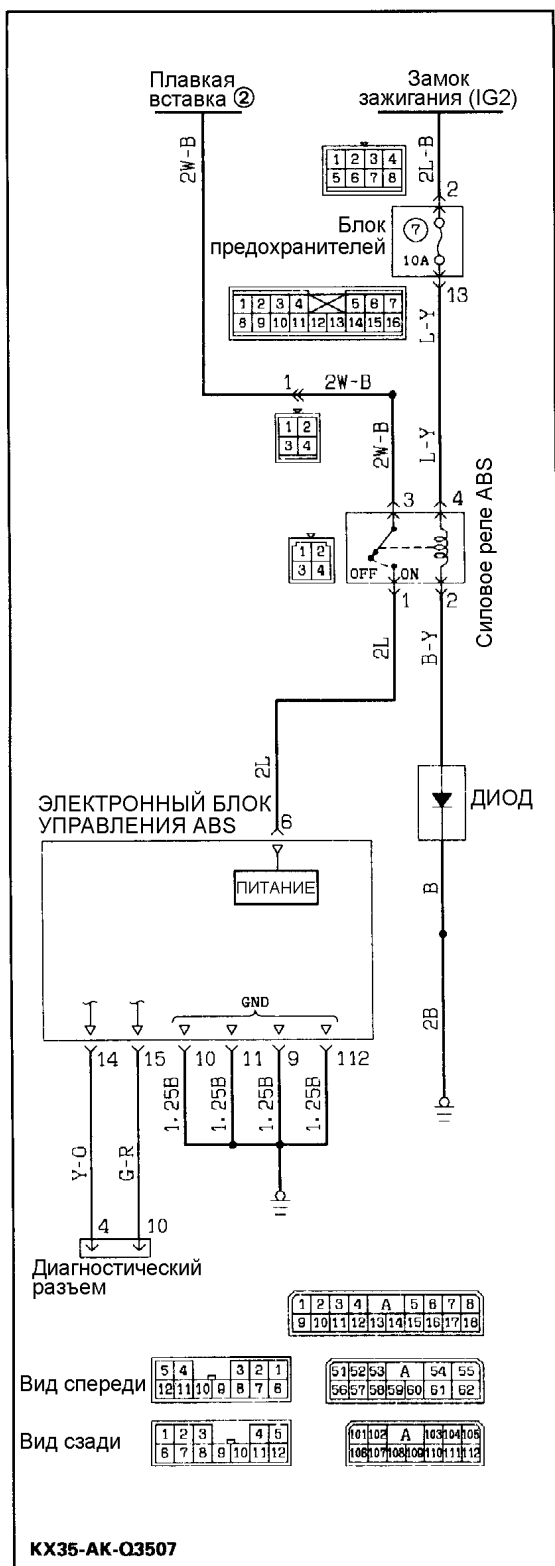 Плавкая
вставка ②
Замок
зажигания (IG2)
2W-B
2L-B
1 2 3 4
5 6 7 8
2
Блок
предохранителей
7
10A
13
1 2 3 4 5 6 7
8 9 10 11 12 13 14 15 16
L-Y
1 2W-B
1 2
3 4
2W-B
L-Y
3 4
Силовое реле ABS
1 2
3 4
OFF ON
1 2
2L
B-Y
2L
ЭЛЕКТРОННЫЙ БЛОК
УПРАВЛЕНИЯ ABS
6
ДИОД
ПИТАНИЕ
B
GND
2B
14 15 10 11 9 112
1.25B 1.25B 1.25B 1.25B
Y-O G-R
4 10
Диагностический
разъем
1 2 3 4 A 5 6 7 8
9 10 11 12 13 14 15 16 17 18
Вид спереди
5 4 3 2 1
12 11 10 9 8 7 6
51 52 53 A 54 55
56 57 58 59 60 61 62
Вид сзади
1 2 3 4 5
6 7 8 9 10 11 12
101 102 A 103 104 105
106 107 108 109 110 111 112
KX35-AK-Q3507